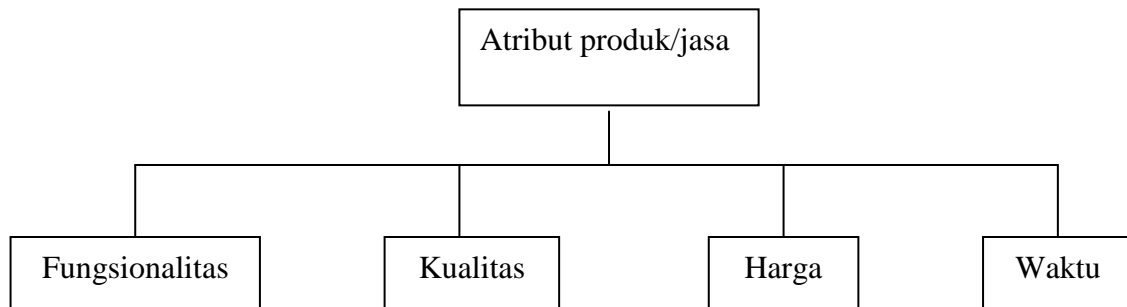 Atribut produk/jasa
Fungsionalitas
Kualitas
Harga
Waktu